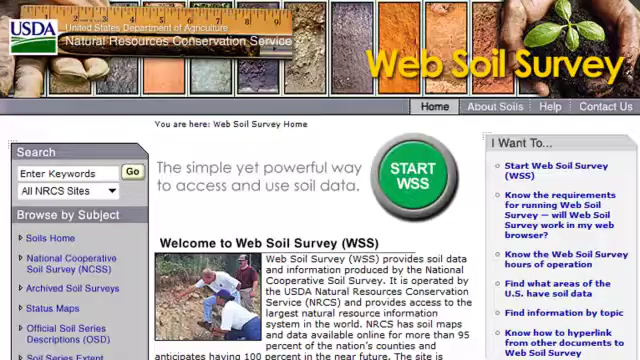 USDA
United States Department of Agriculture
Natural Resources Conservation Service
Web Soil Survey
Home
About Soils
Help
Contact Us
You are here: Web Soil Survey Home
Search
Enter Keywords
Go
All NRCS Sites
Browse by Subject
Soils Home
National Cooperative
Soil Survey (NCSS)
Archived Soil Surveys
Status Maps
Official Soil Series
Descriptions (OSD)
Soil Series Extent
The simple yet powerful way
to access and use soil data.
START
WSS
Welcome to Web Soil Survey (WSS)
Web Soil Survey (WSS) provides soil data
and information produced by the National
Cooperative Soil Survey. It is operated by
the USDA Natural Resources Conservation
Service (NRCS) and provides access to the
largest natural resource information
system in the world. NRCS has soil maps
and data available online for more than 95
percent of the nation's counties and
anticipates having 100 percent in the near future. The site is
I Want To...
Start Web Soil Survey
(WSS)
Know the requirements
for running Web Soil
Survey — will Web Soil
Survey work in my web
browser?
Know the Web Soil Survey
hours of operation
Find what areas of the
U.S. have soil data
Find information by topic
Know how to hyperlink
from other documents to
Web Soil Survey